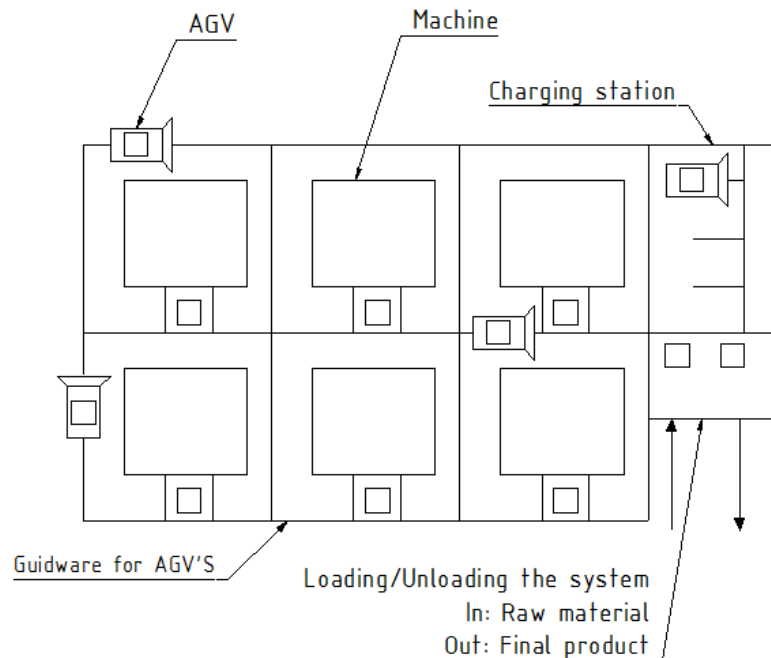 AGV
Machine
Charging station
Guidware for AGV'S
Loading/Unloading the system
In: Raw material
Out: Final product